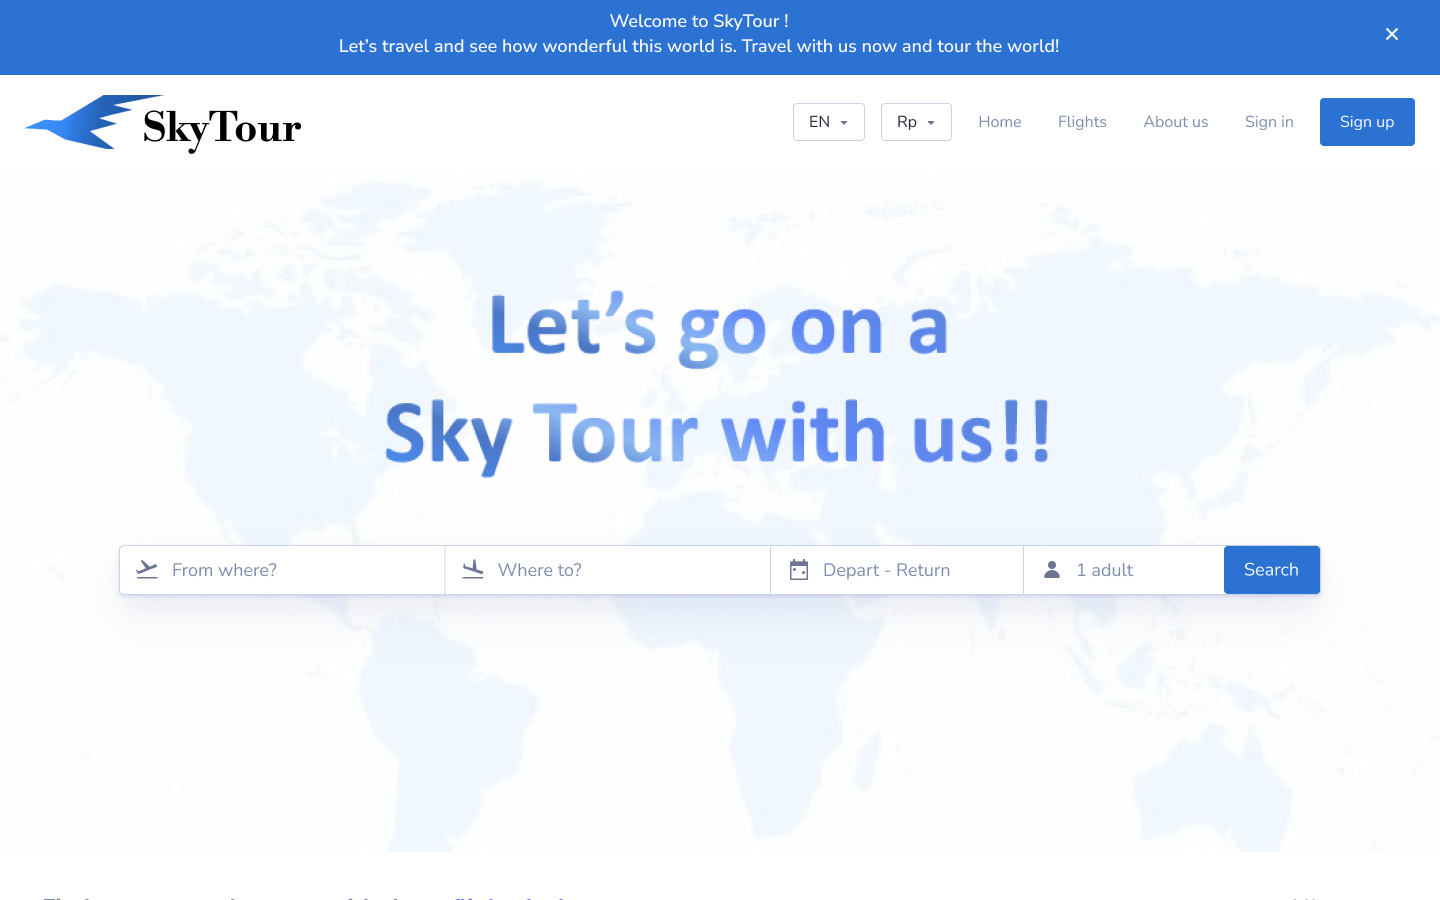 Welcome to SkyTour !
Let's travel and see how wonderful this world is. Travel with us now and tour the world!
SkyTour
EN
Rp
Home
Flights
About us
Sign in
Sign up
Let's go on a
Sky Tour with us!!
From where?
Where to?
Depart - Return
1 adult
Search